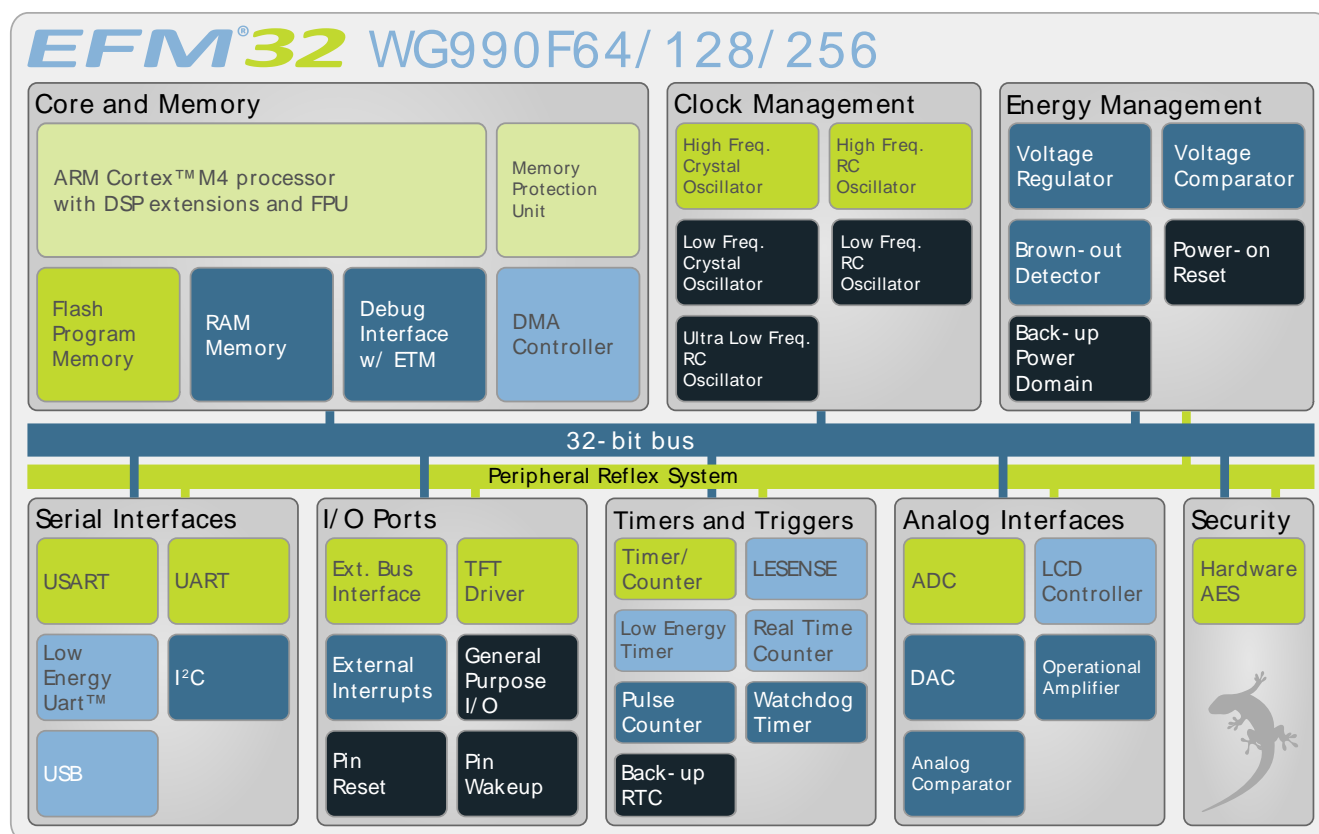 EFM®32 WG990F64/128/256
Core and Memory
ARM Cortex™ M4 processor
with DSP extensions and FPU
Memory
Protection
Unit
Flash
Program
Memory
RAM
Memory
Debug
Interface
w/ ETM
DMA
Controller
Clock Management
High Freq.
Crystal
Oscillator
High Freq.
RC
Oscillator
Low Freq.
Crystal
Oscillator
Low Freq.
RC
Oscillator
Ultra Low Freq.
RC
Oscillator
Energy Management
Voltage
Regulator
Voltage
Comparator
Brown-out
Detector
Power-on
Reset
Back-up
Power
Domain
32-bit bus
Peripheral Reflex System
Serial Interfaces
USART
UART
Low
Energy
Uart™
I²C
USB
I/O Ports
Ext. Bus
Interface
TFT
Driver
External
Interrupts
General
Purpose
I/O
Pin
Reset
Pin
Wakeup
Timers and Triggers
Timer/
Counter
LESENSE
Low Energy
Timer
Real Time
Counter
Pulse
Counter
Watchdog
Timer
Back-up
RTC
Analog Interfaces
ADC
LCD
Controller
DAC
Operational
Amplifier
Analog
Comparator
Security
Hardware
AES